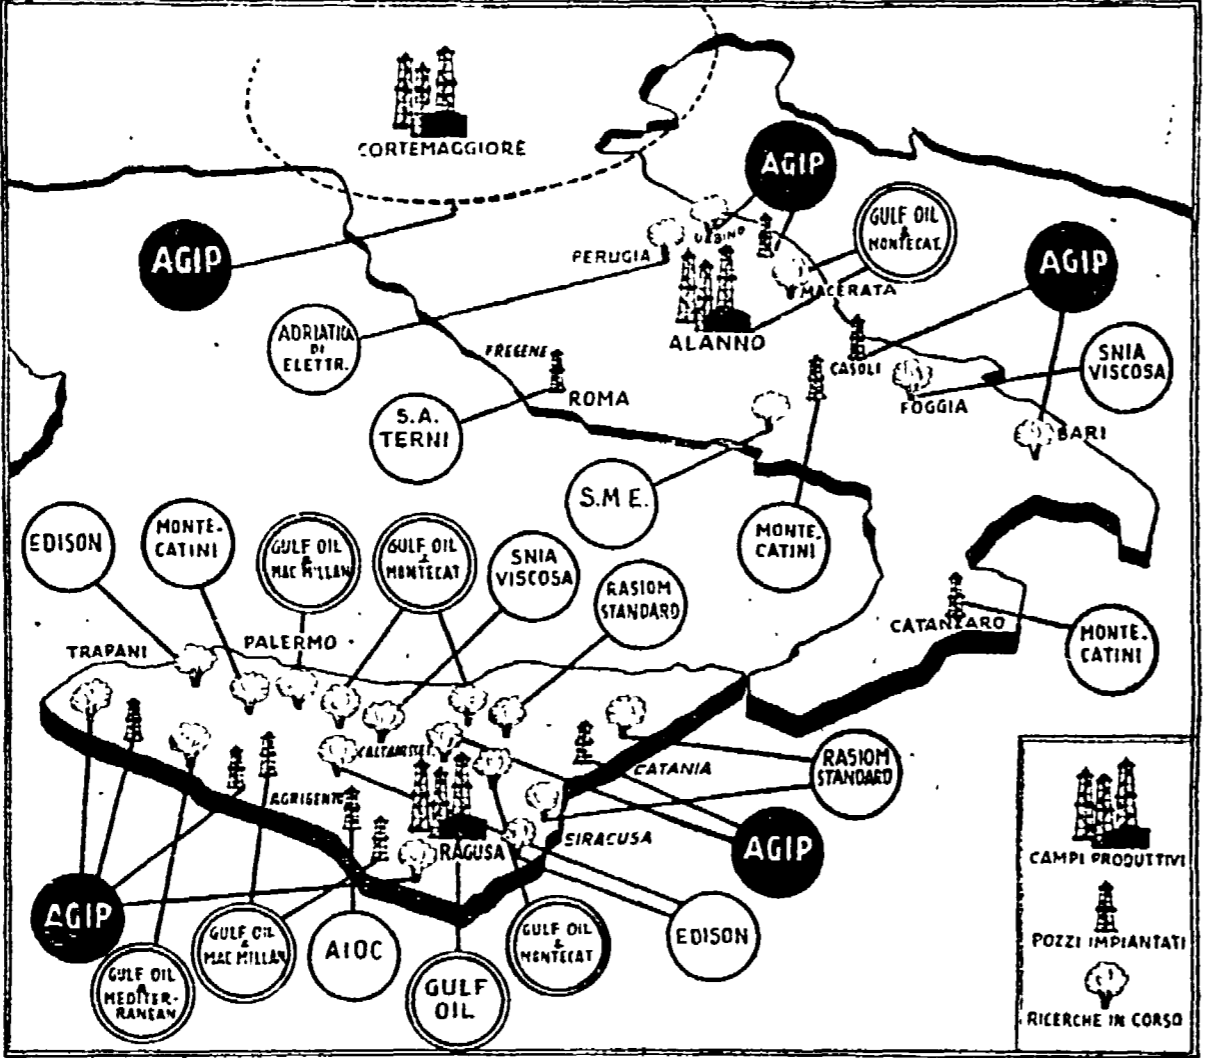 CORTEMAGGIORE
AGIP
AGIP
GULF OIL
&
MONTECAT.
URBINO
PERUGIA
MACERATA
AGIP
ADRIATICA
DI
ELETTR.
ALANNO
FREGENE
ROMA
CASOLI
SNIA
VISCOSA
FOGGIA
S.A.
TERNI
BARI
S.M E.
EDISON
MONTE-
CATINI
GULF OIL
&
MAC MILLAN
GULF OIL
&
MONTECAT
SNIA
VISCOSA
RASIOM
STANDARD
MONTE-
CATINI
CATANZARO
MONTE-
CATINI
TRAPANI
PALERMO
CATANIA
RASIOM
STANDARD
AGRIGENTO
RAGUSA
SIRACUSA
AGIP
AGIP
GULF OIL
&
MEDITER-
RANEAN
GULF OIL
&
MAC MILLAN
AIOC
GULF
OIL
GULF OIL
&
MONTECAT
EDISON
CAMPI PRODUTTIVI
POZZI IMPIANTATI
RICERCHE IN CORSO